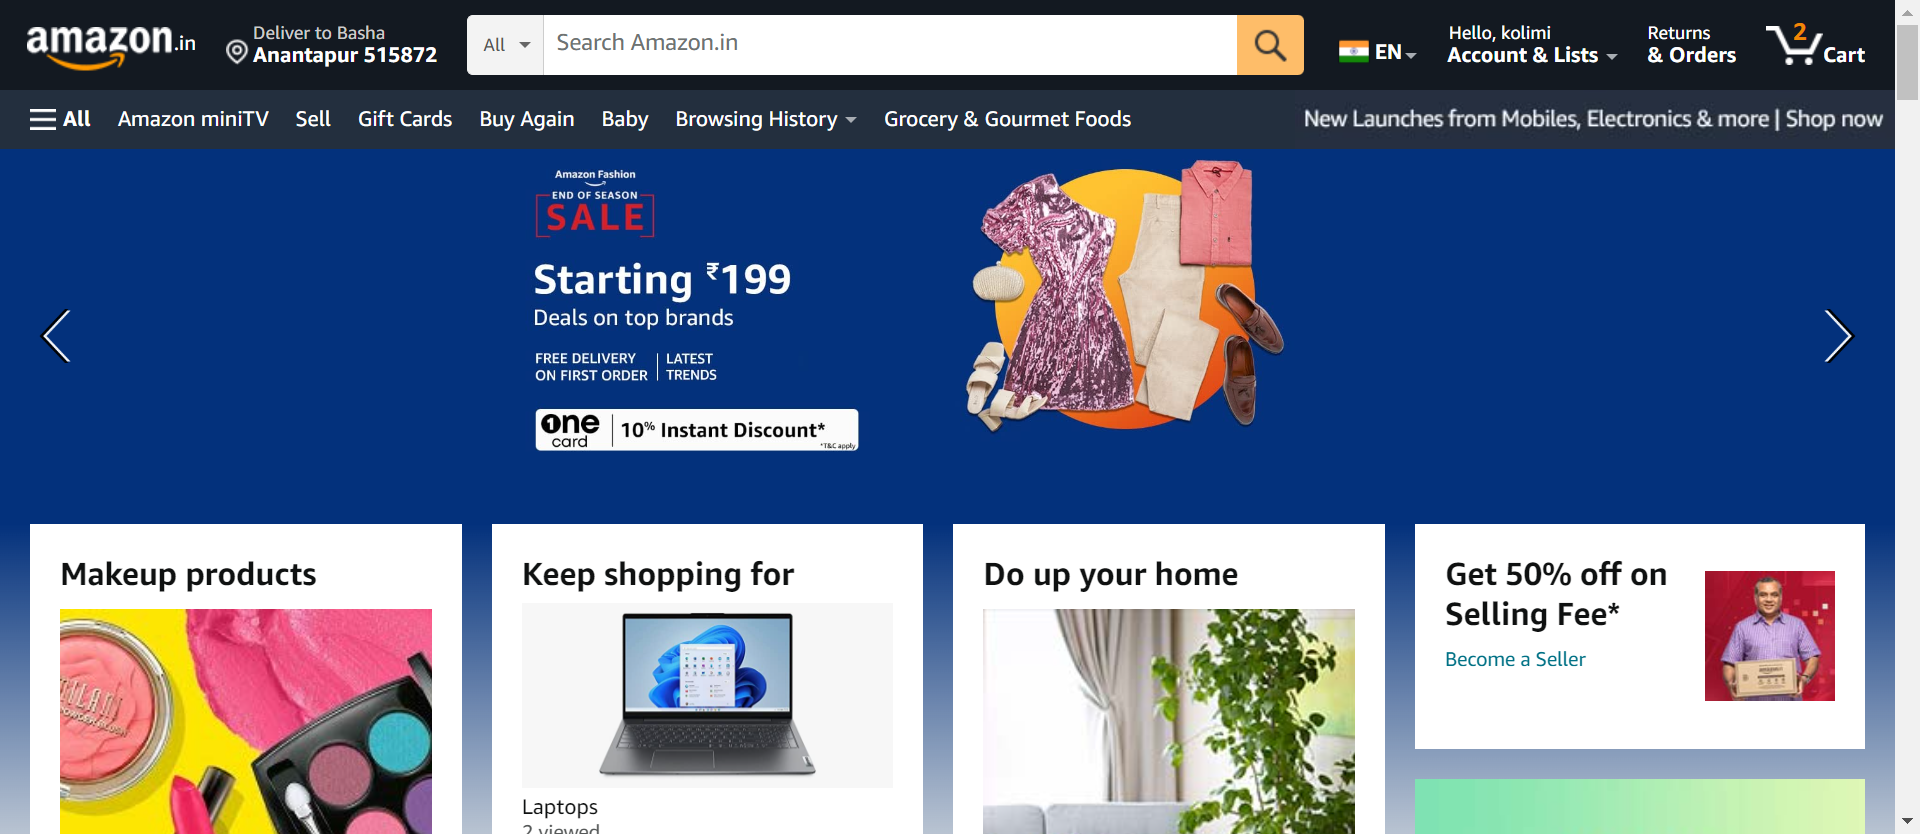 amazon.in
Deliver to Basha
Anantapur 515872
All
Search Amazon.in
EN
Hello, kolimi
Account & Lists
Returns
& Orders
2
Cart
All
Amazon miniTV
Sell
Gift Cards
Buy Again
Baby
Browsing History
Grocery & Gourmet Foods
New Launches from Mobiles, Electronics & more | Shop now
Amazon Fashion
END OF SEASON
SALE
Starting ₹199
Deals on top brands
FREE DELIVERY
ON FIRST ORDER
LATEST
TRENDS
one
card
10% Instant Discount*
*T&C apply
Makeup products
MILANI
POWDER BLUSH
Keep shopping for
Laptops
2 viewed
Do up your home
Get 50% off on
Selling Fee*
Become a Seller